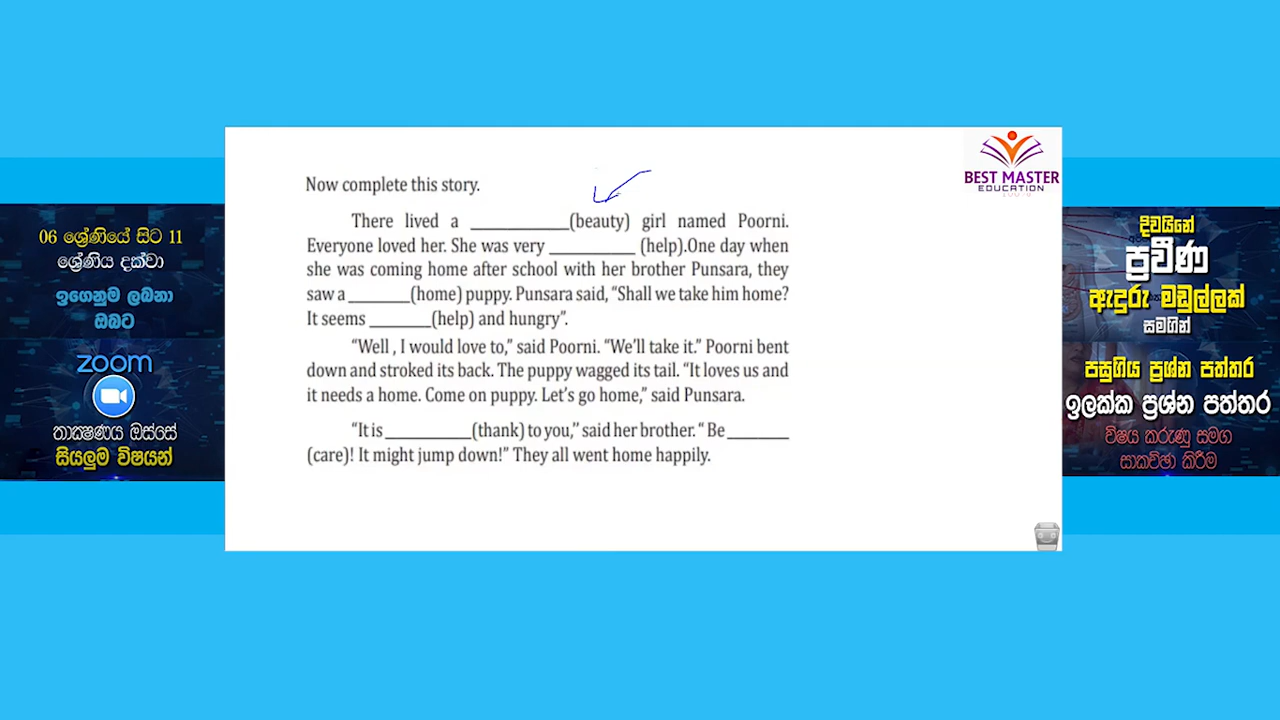 BEST MASTER
EDUCATION
Now complete this story.
There lived a ____________(beauty) girl named Poorni.
Everyone loved her. She was very ___________ (help).One day when
she was coming home after school with her brother Punsara, they
saw a ________(home) puppy. Punsara said, “Shall we take him home?
It seems ________(help) and hungry”.
“Well , I would love to,” said Poorni. “We’ll take it.” Poorni bent
down and stroked its back. The puppy wagged its tail. “It loves us and
it needs a home. Come on puppy. Let’s go home,” said Punsara.
“It is ___________(thank) to you,” said her brother. “ Be ________
(care)! It might jump down!” They all went home happily.
06 ශ්‍රේණියේ සිට 11
ශ්‍රේණිය දක්වා
ඉගෙනුම ලබනා
ඔබට
zoom
තාක්ෂණය ඔස්සේ
සියලුම විෂයන්
දිවයිනේ
ප්‍රවීණ
ඇදුරු මඩුල්ලක්
සමගින්
පසුගිය ප්‍රශ්න පත්තර
ඉලක්ක ප්‍රශ්න පත්තර
විෂය කරුණු සමග
සාකච්ඡා කිරීම